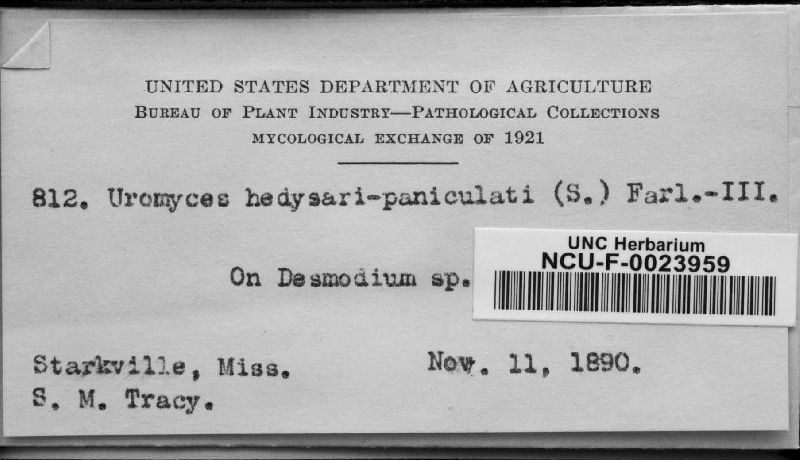 UNITED STATES DEPARTMENT OF AGRICULTURE
BUREAU OF PLANT INDUSTRY—PATHOLOGICAL COLLECTIONS
MYCOLOGICAL EXCHANGE OF 1921
812. Uromyces hedysari-paniculati (S.) Farl.-III.
UNC Herbarium
NCU-F-0023959
On Desmodium sp.
Starkville, Miss. Nov. 11, 1890.
S. M. Tracy.